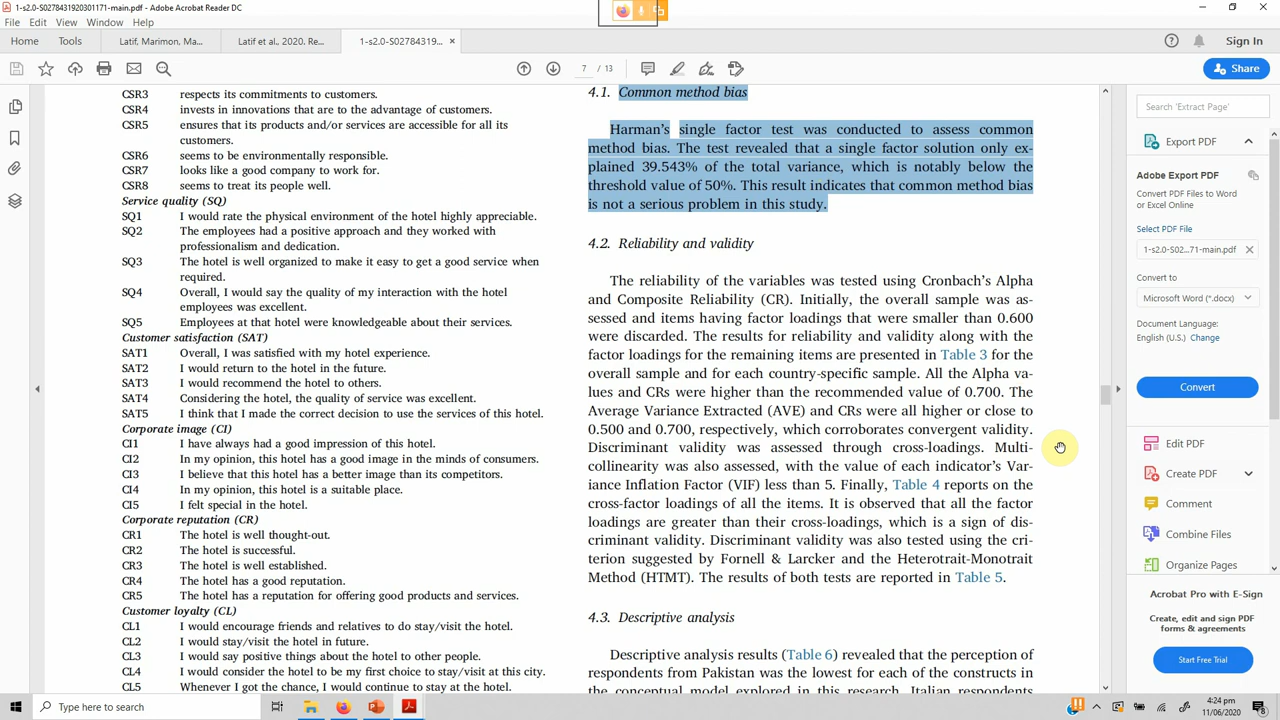 1-s2.0-S0278431920301171-main.pdf - Adobe Acrobat Reader DC
File Edit View Window Help
Home Tools Latif, Marimon, Ma... Latif et al., 2020, Re... 1-s2.0-S02784319... ×
Sign In
7 / 13
Share
CSR3 respects its commitments to customers.
CSR4 invests in innovations that are to the advantage of customers.
CSR5 ensures that its products and/or services are accessible for all its
customers.
CSR6 seems to be environmentally responsible.
CSR7 looks like a good company to work for.
CSR8 seems to treat its people well.
Service quality (SQ)
SQ1 I would rate the physical environment of the hotel highly appreciable.
SQ2 The employees had a positive approach and they worked with
professionalism and dedication.
SQ3 The hotel is well organized to make it easy to get a good service when
required.
SQ4 Overall, I would say the quality of my interaction with the hotel
employees was excellent.
SQ5 Employees at that hotel were knowledgeable about their services.
Customer satisfaction (SAT)
SAT1 Overall, I was satisfied with my hotel experience.
SAT2 I would return to the hotel in the future.
SAT3 I would recommend the hotel to others.
SAT4 Considering the hotel, the quality of service was excellent.
SAT5 I think that I made the correct decision to use the services of this hotel.
Corporate image (CI)
CI1 I have always had a good impression of this hotel.
CI2 In my opinion, this hotel has a good image in the minds of consumers.
CI3 I believe that this hotel has a better image than its competitors.
CI4 In my opinion, this hotel is a suitable place.
CI5 I felt special in the hotel.
Corporate reputation (CR)
CR1 The hotel is well thought-out.
CR2 The hotel is successful.
CR3 The hotel is well established.
CR4 The hotel has a good reputation.
CR5 The hotel has a reputation for offering good products and services.
Customer loyalty (CL)
CL1 I would encourage friends and relatives to do stay/visit the hotel.
CL2 I would stay/visit the hotel in future.
CL3 I would say positive things about the hotel to other people.
CL4 I would consider the hotel to be my first choice to stay/visit at this city.
CL5 Whenever I got the chance, I would continue to stay at the hotel.
4.1. Common method bias
Harman's single factor test was conducted to assess common
method bias. The test revealed that a single factor solution only ex-
plained 39.543% of the total variance, which is notably below the
threshold value of 50%. This result indicates that common method bias
is not a serious problem in this study.
4.2. Reliability and validity
The reliability of the variables was tested using Cronbach's Alpha
and Composite Reliability (CR). Initially, the overall sample was as-
sessed and items having factor loadings that were smaller than 0.600
were discarded. The results for reliability and validity along with the
factor loadings for the remaining items are presented in Table 3 for the
overall sample and for each country-specific sample. All the Alpha va-
lues and CRs were higher than the recommended value of 0.700. The
Average Variance Extracted (AVE) and CRs were all higher or close to
0.500 and 0.700, respectively, which corroborates convergent validity.
Discriminant validity was assessed through cross-loadings. Multi-
collinearity was also assessed, with the value of each indicator's Var-
iance Inflation Factor (VIF) less than 5. Finally, Table 4 reports on the
cross-factor loadings of all the items. It is observed that all the factor
loadings are greater than their cross-loadings, which is a sign of dis-
criminant validity. Discriminant validity was also tested using the cri-
terion suggested by Fornell & Larcker and the Heterotrait-Monotrait
Method (HTMT). The results of both tests are reported in Table 5.
4.3. Descriptive analysis
Descriptive analysis results (Table 6) revealed that the perception of
respondents from Pakistan was the lowest for each of the constructs in
the conceptual model explored in this research. Italian respondents
Search 'Extract Page'
Export PDF
Adobe Export PDF
Convert PDF Files to Word
or Excel Online
Select PDF File
1-s2.0-S02...71-main.pdf ×
Convert to
Microsoft Word (*.docx)
Document Language:
English (U.S.) Change
Convert
Edit PDF
Create PDF
Comment
Combine Files
Organize Pages
Acrobat Pro with E-Sign
Create, edit and sign PDF
forms & agreements
Start Free Trial
Type here to search
4:24 pm
11/06/2020
8